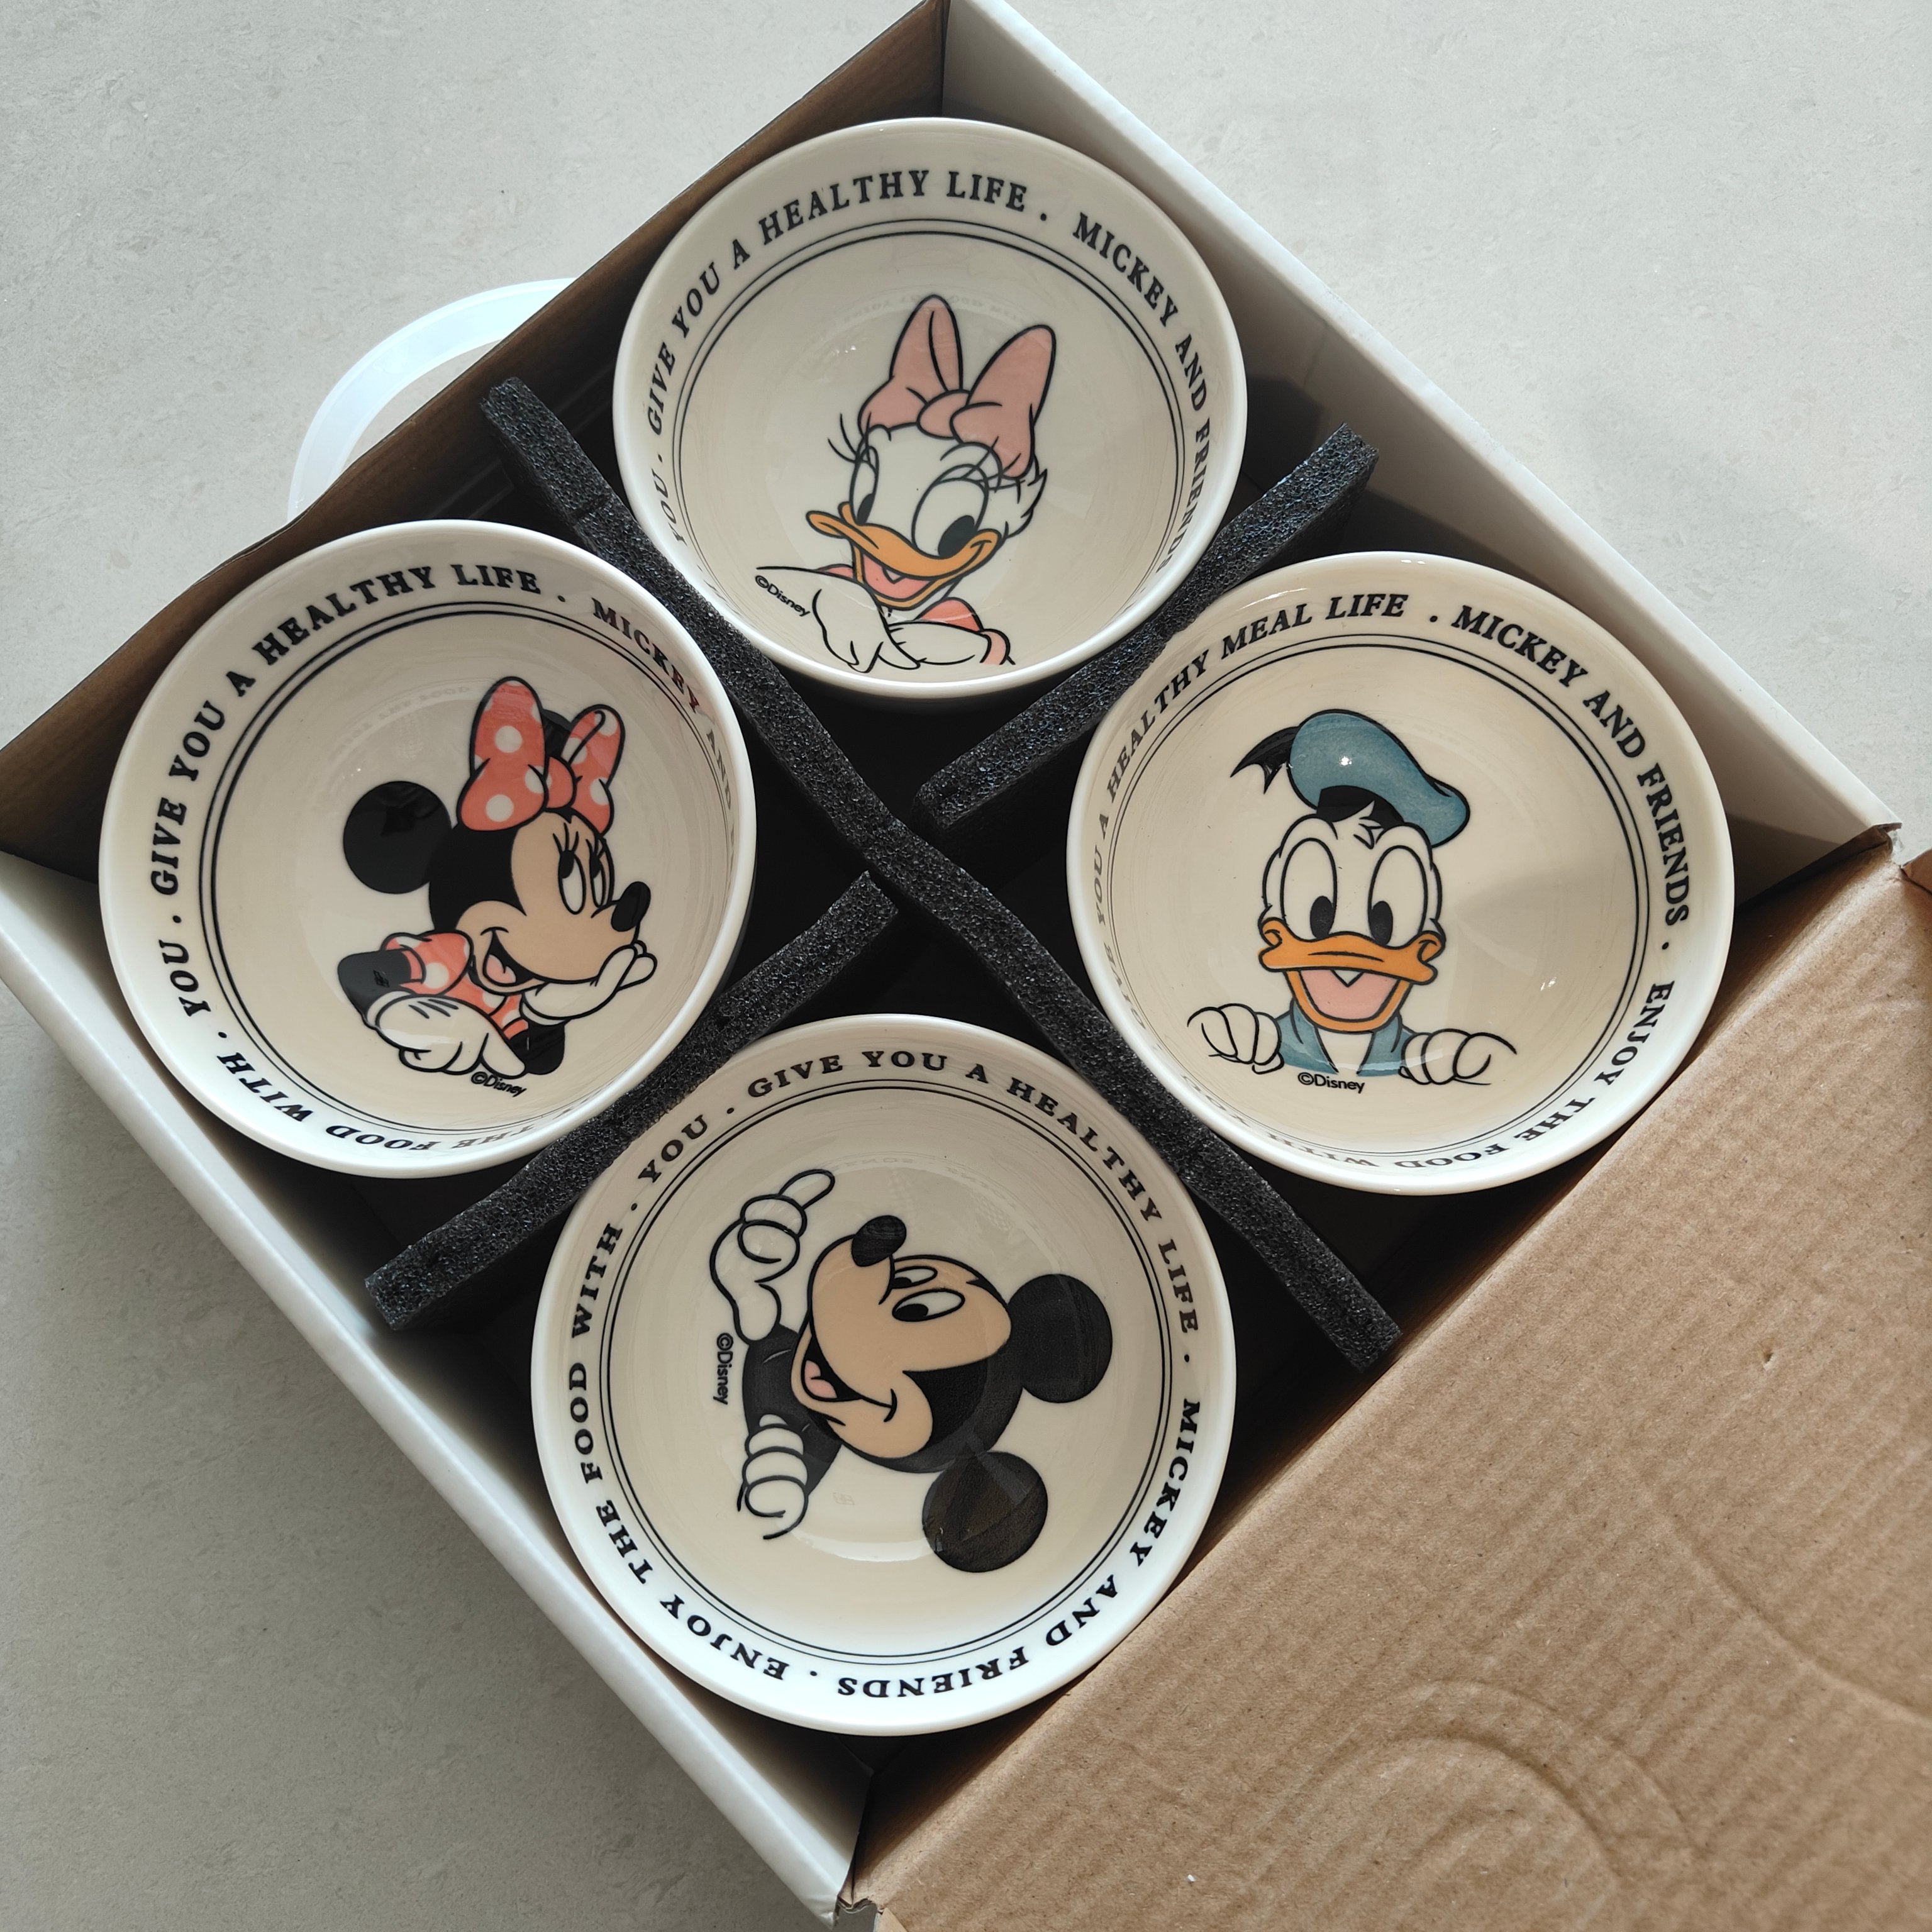 YOU . GIVE YOU A HEALTHY LIFE . MICKEY AND FRIENDS
©Disney
THE FOOD WITH . YOU . GIVE YOU A HEALTHY LIFE . MICKEY AND
©Disney
YOU A HEALTHY MEAL LIFE . MICKEY AND FRIENDS . ENJOY THE FOOD WITH
©Disney
ENJOY THE FOOD WITH . YOU . GIVE YOU A HEALTHY LIFE . MICKEY AND FRIENDS .
©Disney